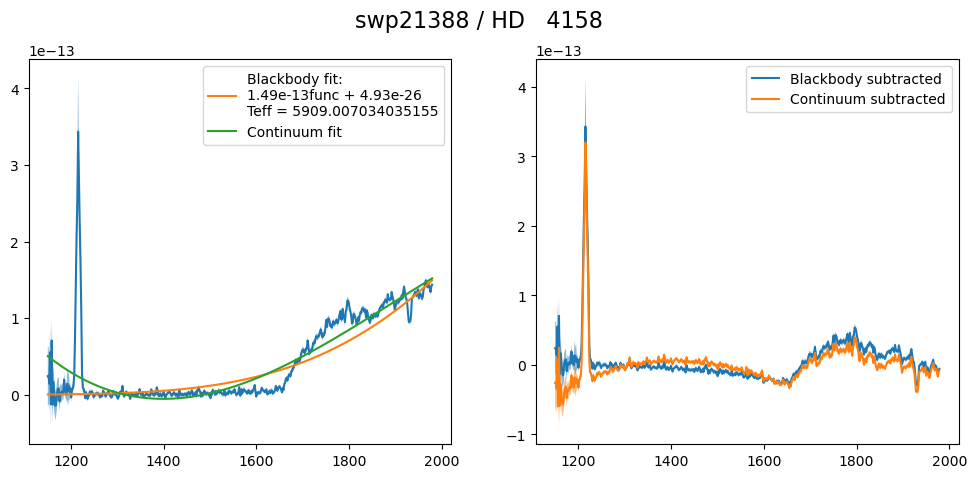 swp21388 / HD   4158
1e−13
4
3
2
1
0
1200
1400
1600
1800
2000
Blackbody fit:
1.49e-13func + 4.93e-26
Teff = 5909.007034035155
Continuum fit
1e−13
4
3
2
1
0
−1
1200
1400
1600
1800
2000
Blackbody subtracted
Continuum subtracted